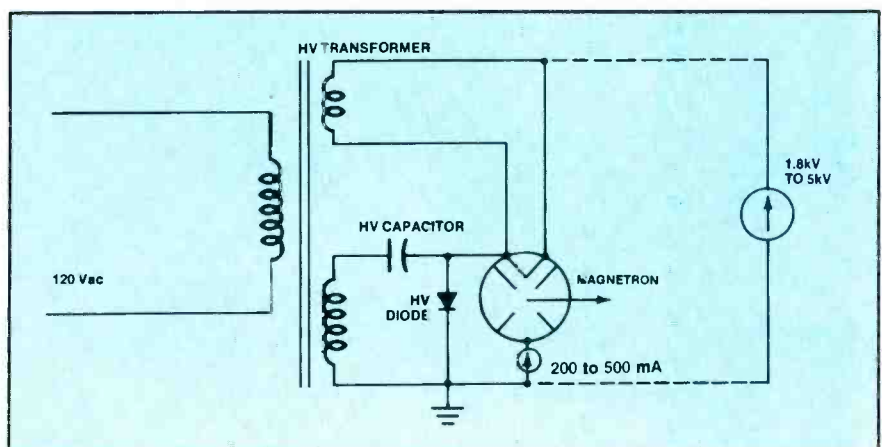 HV TRANSFORMER
1.8kV
TO 5kV
HV CAPACITOR
120 Vac
HV
DIODE
MAGNETRON
200 to 500 mA